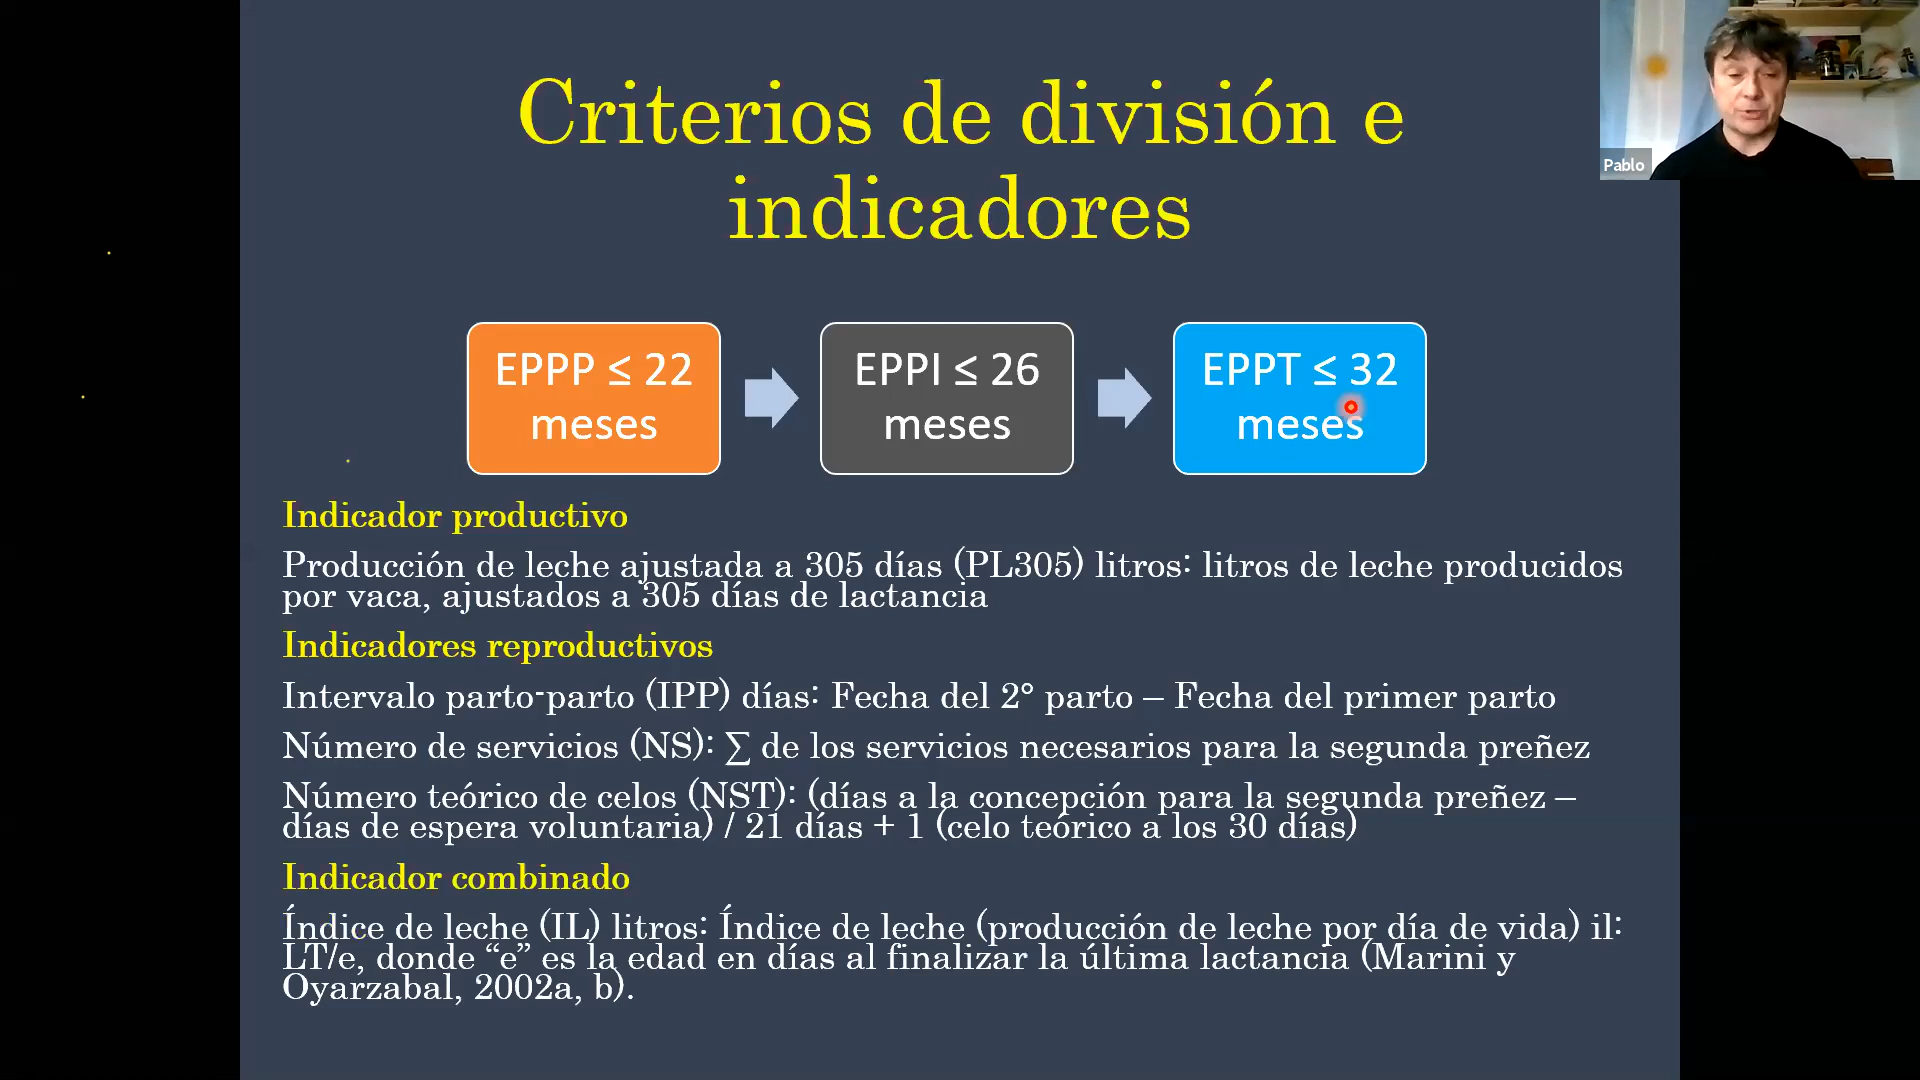 Criterios de división e
indicadores
Pablo
EPPP ≤ 22
meses
EPPI ≤ 26
meses
EPPT ≤ 32
meses
Indicador productivo
Producción de leche ajustada a 305 días (PL305) litros: litros de leche producidos
por vaca, ajustados a 305 días de lactancia
Indicadores reproductivos
Intervalo parto-parto (IPP) días: Fecha del 2° parto – Fecha del primer parto
Número de servicios (NS): ∑ de los servicios necesarios para la segunda preñez
Número teórico de celos (NST): (días a la concepción para la segunda preñez –
días de espera voluntaria) / 21 días + 1 (celo teórico a los 30 días)
Indicador combinado
Índice de leche (IL) litros: Índice de leche (producción de leche por día de vida) il:
LT/e, donde “e” es la edad en días al finalizar la última lactancia (Marini y
Oyarzabal, 2002a, b).